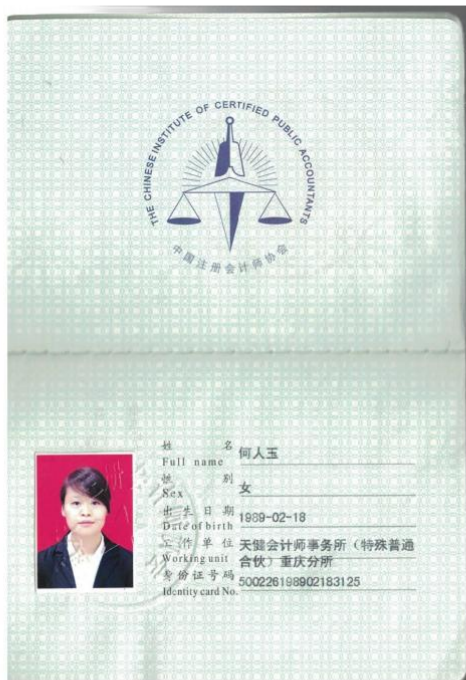 THE CHINESE INSTITUTE OF CERTIFIED PUBLIC ACCOUNTANTS
中国注册会计师协会
姓 名 何人玉
Full name
性 别 女
Sex
出生日期 1989-02-18
Date of birth
工作单位 天健会计师事务所(特殊普通
Working unit 合伙)重庆分所
身份证号码 500226198902183125
Identity card No.